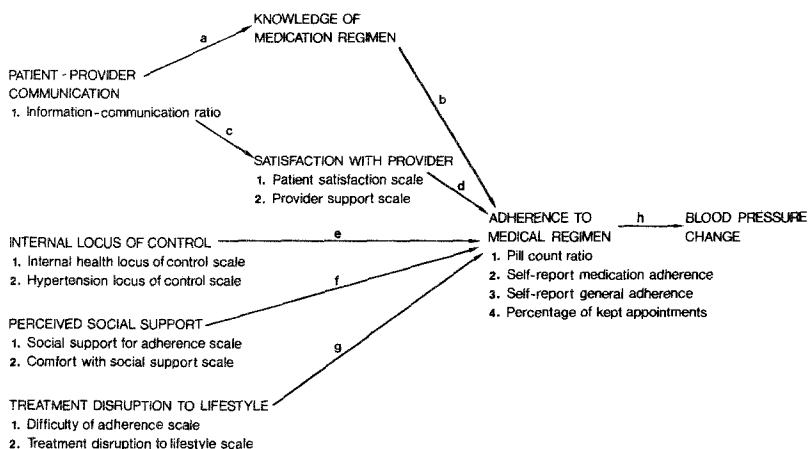 KNOWLEDGE OF
MEDICATION REGIMEN
a
PATIENT - PROVIDER
COMMUNICATION
1. Information-communication ratio
b
c
SATISFACTION WITH PROVIDER
1. Patient satisfaction scale
2. Provider support scale
d
ADHERENCE TO
MEDICAL REGIMEN
1. Pill count ratio
2. Self-report medication adherence
3. Self-report general adherence
4. Percentage of kept appointments
h
BLOOD PRESSURE
CHANGE
INTERNAL LOCUS OF CONTROL
1. Internal health locus of control scale
2. Hypertension locus of control scale
e
f
PERCEIVED SOCIAL SUPPORT
1. Social support for adherence scale
2. Comfort with social support scale
g
TREATMENT DISRUPTION TO LIFESTYLE
1. Difficulty of adherence scale
2. Treatment disruption to lifestyle scale